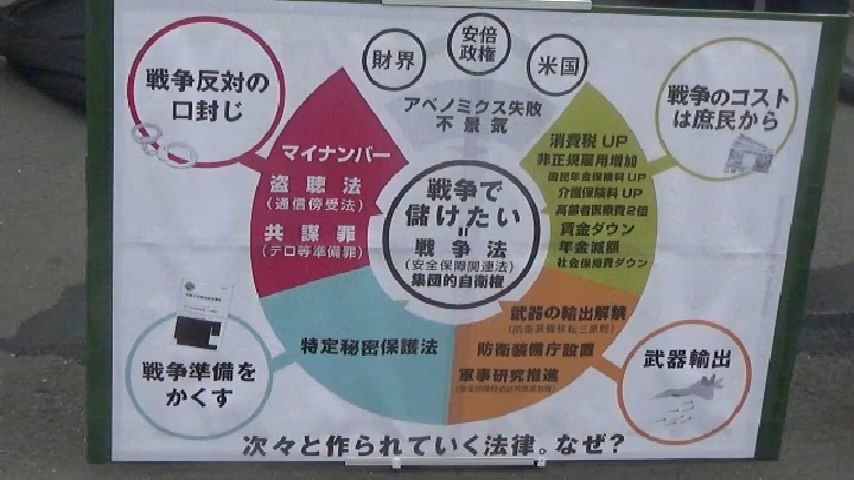 財界
安倍
政権
米国
アベノミクス失敗
不景気
戦争反対の
口封じ
マイナンバー
盗聴法
(通信傍受法)
共謀罪
(テロ等準備罪)
戦争で
儲けたい
=
戦争法
(安全保障関連法)
集団的自衛権
戦争のコスト
は庶民から
消費税UP
非正規雇用増加
国民年金保険料UP
介護保険料UP
高齢者医療費2倍
賃金ダウン
年金減額
社会保障費ダウン
特定秘密保護法
戦争準備を
かくす
武器の輸出解禁
(防衛装備移転三原則)
防衛装備庁設置
軍事研究推進
武器輸出
次々と作られていく法律。なぜ?